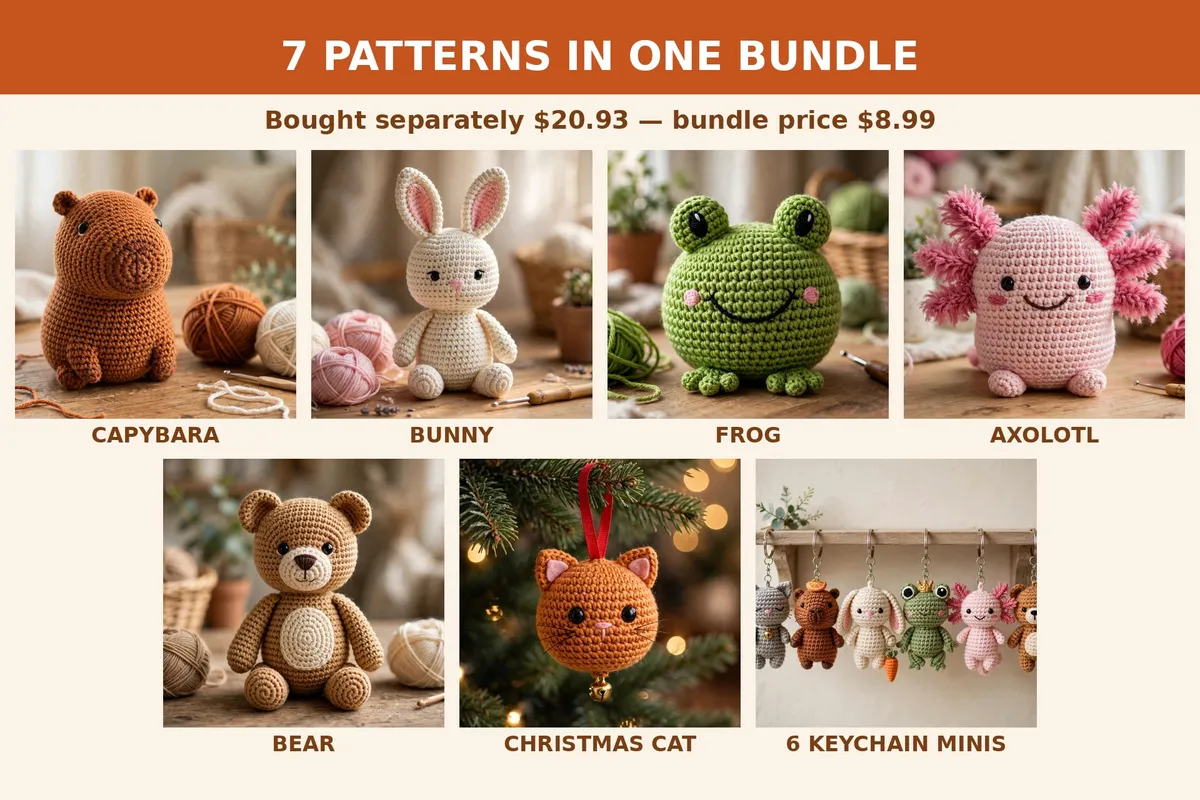 7 PATTERNS IN ONE BUNDLE
Bought separately $20.93 — bundle price $8.99
CAPYBARA
BUNNY
FROG
AXOLOTL
BEAR
CHRISTMAS CAT
6 KEYCHAIN MINIS